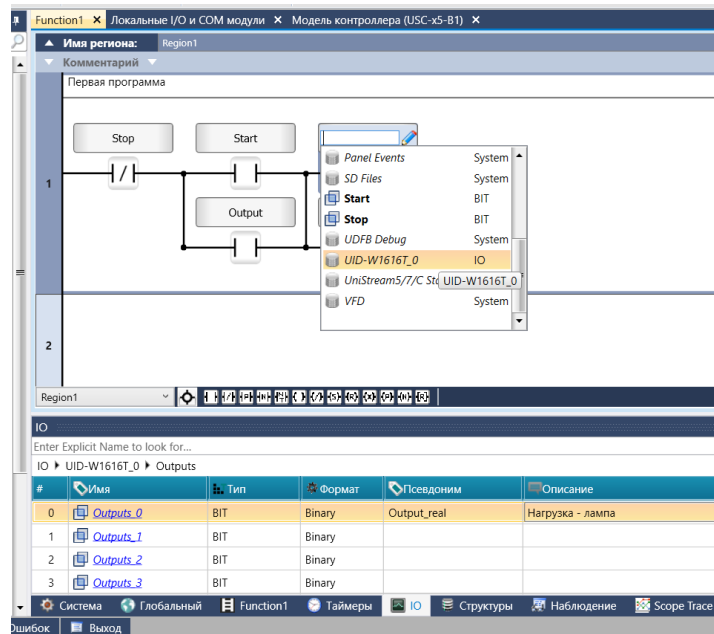 Function1 × Локальные I/O и COM модули × Модель контроллера (USC-x5-B1) ×
Имя региона: Region1
Комментарий
Первая программа
Stop Start
1
Output
Panel Events System
SD Files System
Start BIT
Stop BIT
UDFB Debug System
UID-W1616T_0 IO
UniStream5/7/C Sta UID-W1616T_0
VFD System
2
Region1
IO
Enter Explicit Name to look for...
IO UID-W1616T_0 Outputs
# Имя Тип Формат Псевдоним Описание
0 Outputs_0 BIT Binary Output_real Нагрузка - лампа
1 Outputs_1 BIT Binary
2 Outputs_2 BIT Binary
3 Outputs_3 BIT Binary
Система Глобальный Function1 Таймеры IO Структуры Наблюдение Scope Trace
Ошибок Выход